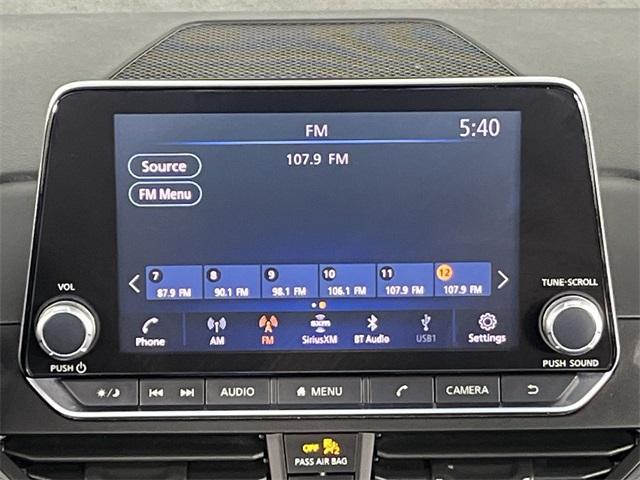 FM 5:40
Source 107.9 FM
FM Menu
7 8 9 10 11 12
87.9 FM 90.1 FM 98.1 FM 106.1 FM 107.9 FM 107.9 FM
VOL TUNE·SCROLL
Phone AM FM SiriusXM BT Audio USB1 Settings
PUSH PUSH SOUND
AUDIO MENU CAMERA
OFF 2
PASS AIR BAG